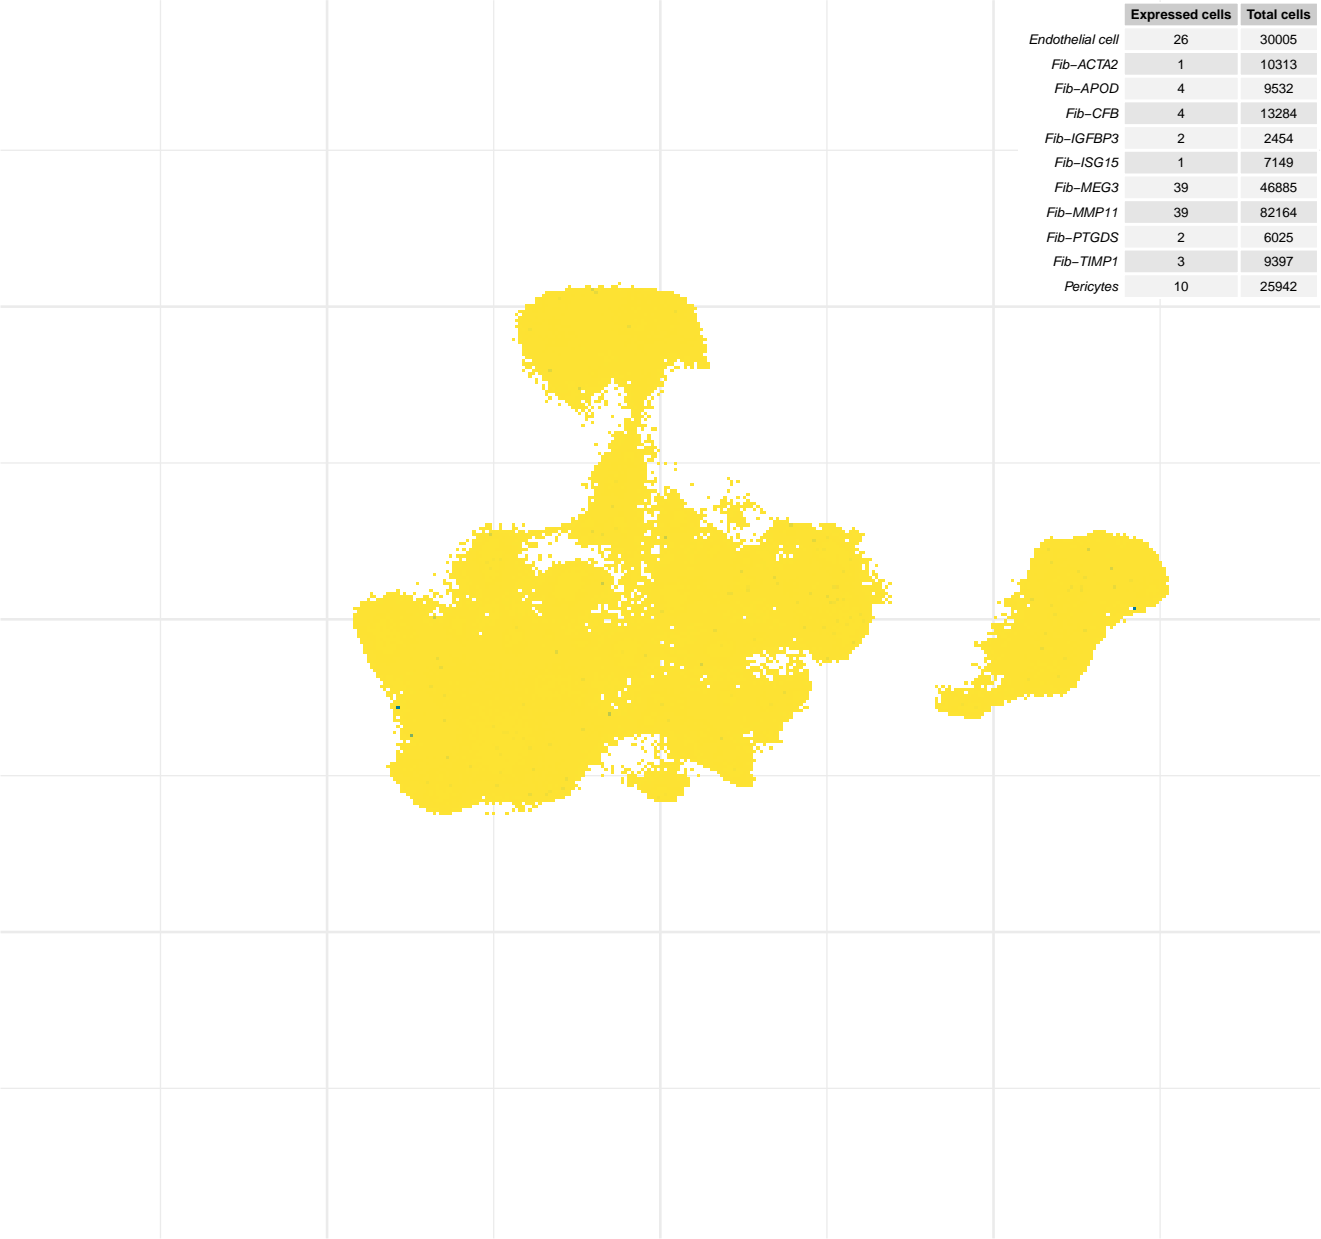 Expressed cells Total cells
Endothelial cell 26 30005
Fib−ACTA2 1 10313
Fib−APOD 4 9532
Fib−CFB 4 13284
Fib−IGFBP3 2 2454
Fib−ISG15 1 7149
Fib−MEG3 39 46885
Fib−MMP11 39 82164
Fib−PTGDS 2 6025
Fib−TIMP1 3 9397
Pericytes 10 25942